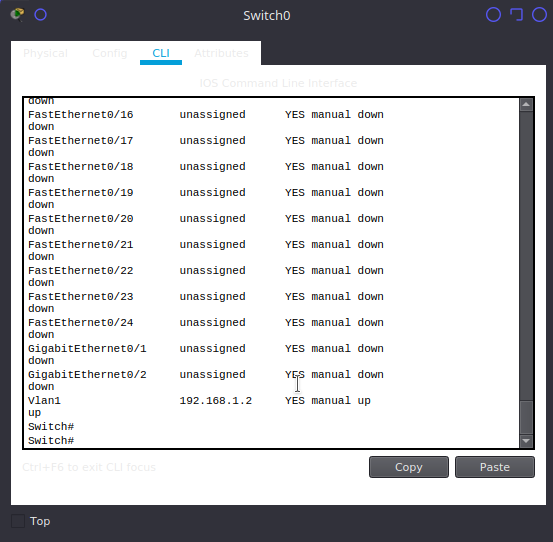 Switch0
Physical Config CLI Attributes
IOS Command Line Interface
down
FastEthernet0/16 unassigned YES manual down
down
FastEthernet0/17 unassigned YES manual down
down
FastEthernet0/18 unassigned YES manual down
down
FastEthernet0/19 unassigned YES manual down
down
FastEthernet0/20 unassigned YES manual down
down
FastEthernet0/21 unassigned YES manual down
down
FastEthernet0/22 unassigned YES manual down
down
FastEthernet0/23 unassigned YES manual down
down
FastEthernet0/24 unassigned YES manual down
down
GigabitEthernet0/1 unassigned YES manual down
down
GigabitEthernet0/2 unassigned YES manual down
down
Vlan1 192.168.1.2 YES manual up
up
Switch#
Switch#
Ctrl+F6 to exit CLI focus
Copy Paste
Top